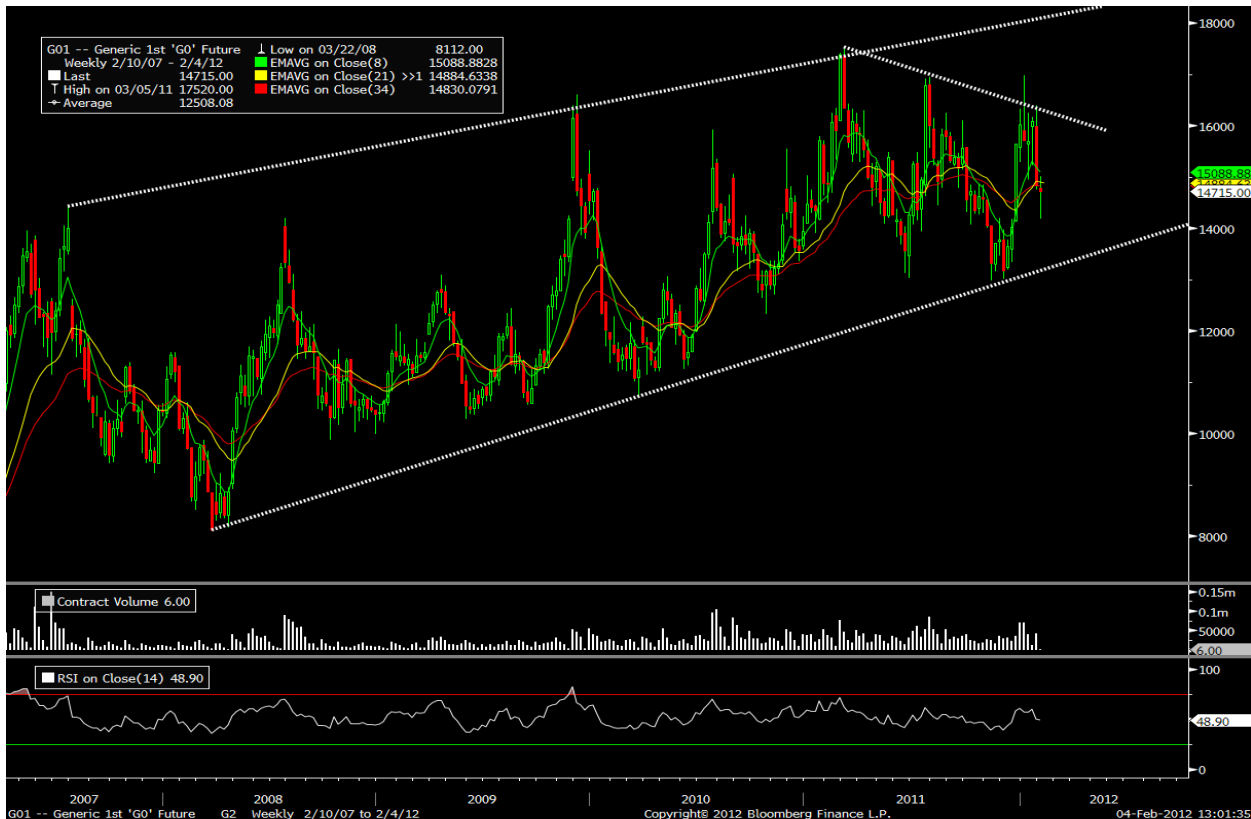 G01 -- Generic 1st 'G0' Future
Weekly 2/10/07 - 2/4/12
Last 14715.00
High on 03/05/11 17520.00
Average 12508.08
Low on 03/22/08 8112.00
EMAVG on Close(8) 15088.8828
EMAVG on Close(21) >>1 14884.6338
EMAVG on Close(34) 14830.0791
18000
16000
15088.88
14715.00
14000
12000
10000
8000
Contract Volume 6.00
0.15m
0.1m
50000
6.00
RSI on Close(14) 48.90
100
48.90
0
2007 2008 2009 2010 2011 2012
G01 -- Generic 1st 'G0' Future G2 Weekly 2/10/07 to 2/4/12 Copyright© 2012 Bloomberg Finance L.P. 04-Feb-2012 13:01:35